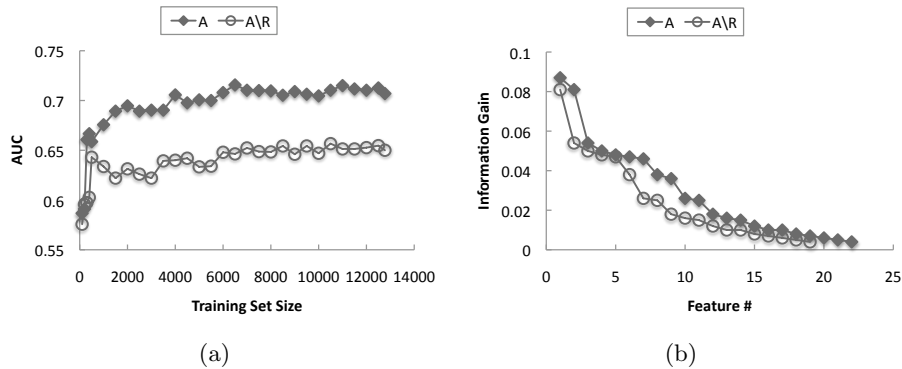 A A\R
0.75
0.7
0.65
0.6
0.55
AUC
0 2000 4000 6000 8000 10000 12000 14000
Training Set Size
(a)
A A\R
0.1
0.08
0.06
0.04
0.02
0
Information Gain
0 5 10 15 20 25
Feature #
(b)